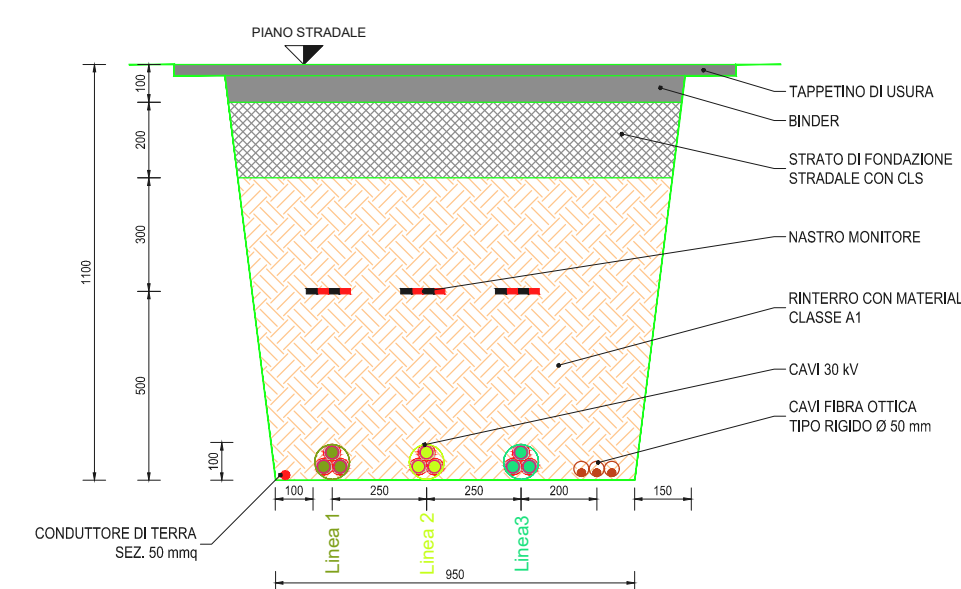 PIANO STRADALE
TAPPETINO DI USURA
BINDER
STRATO DI FONDAZIONE
STRADALE CON CLS
NASTRO MONITORE
RINTERRO CON MATERIAL
CLASSE A1
CAVI 30 kV
CAVI FIBRA OTTICA
TIPO RIGIDO Ø 50 mm
1100
100
200
300
500
100
100
250
250
200
150
CONDUTTORE DI TERRA
SEZ. 50 mmq
Linea 1
Linea 2
Linea3
950